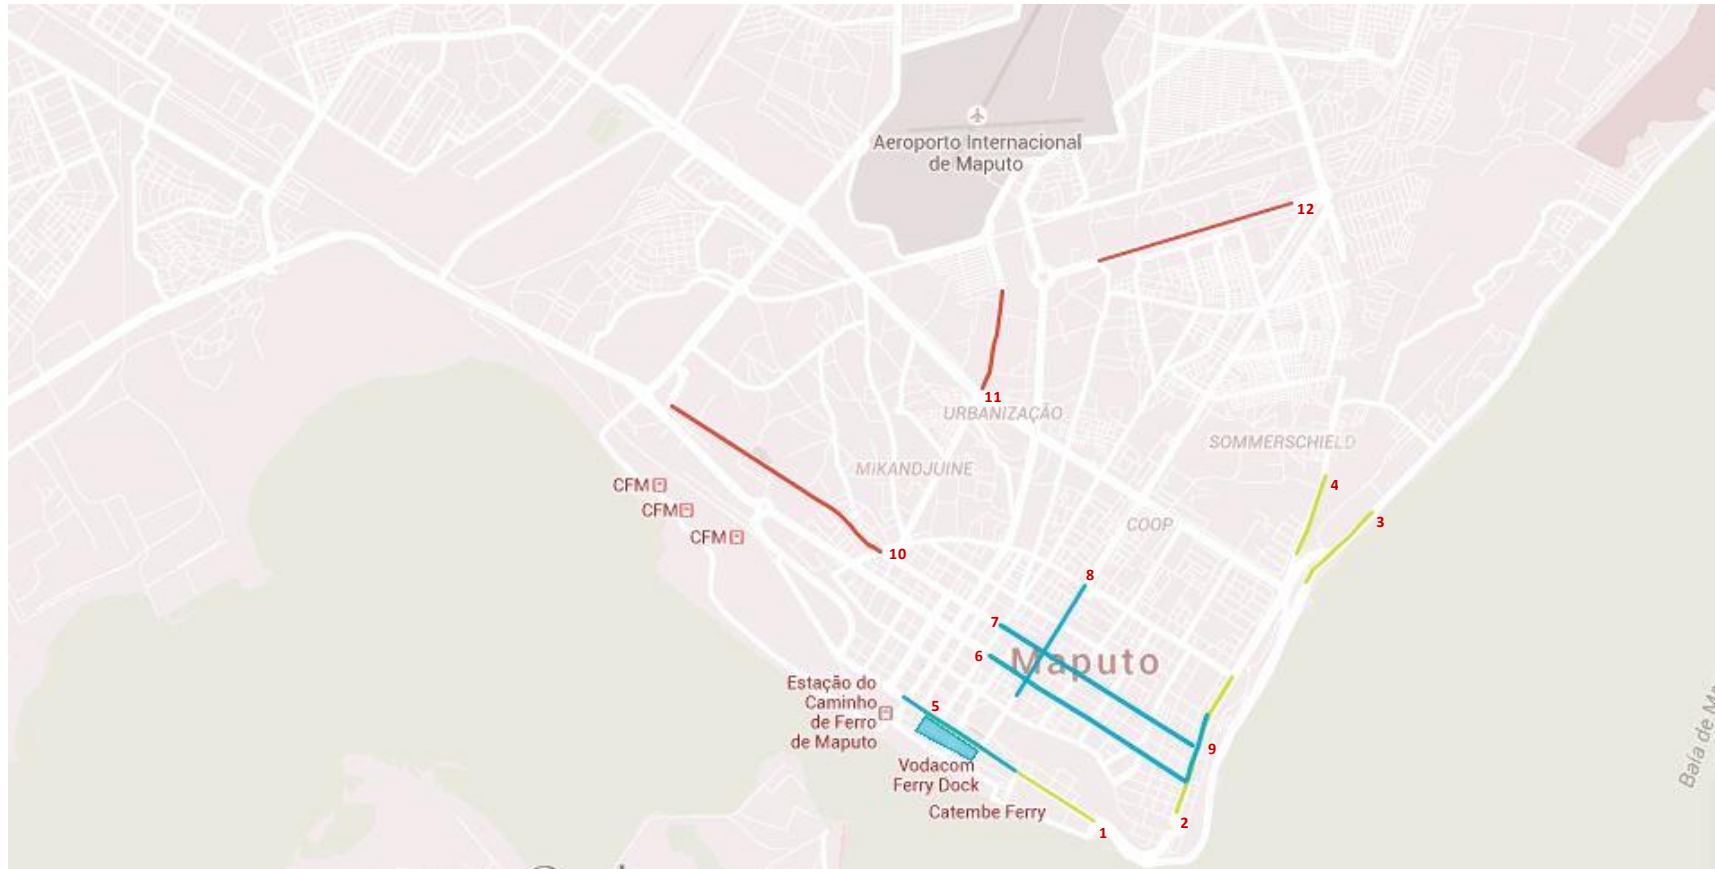 Aeroporto Internacional
de Maputo
12
11
URBANIZAÇÃO
SOMMERSCHIELD
MIKANDJUINE
4
CFM
CFM
3
COOP
CFM
10
8
7
6
Maputo
Estação do
Caminho
de Ferro
de Maputo
5
9
Vodacom
Ferry Dock
Catembe Ferry
2
1
Baía de